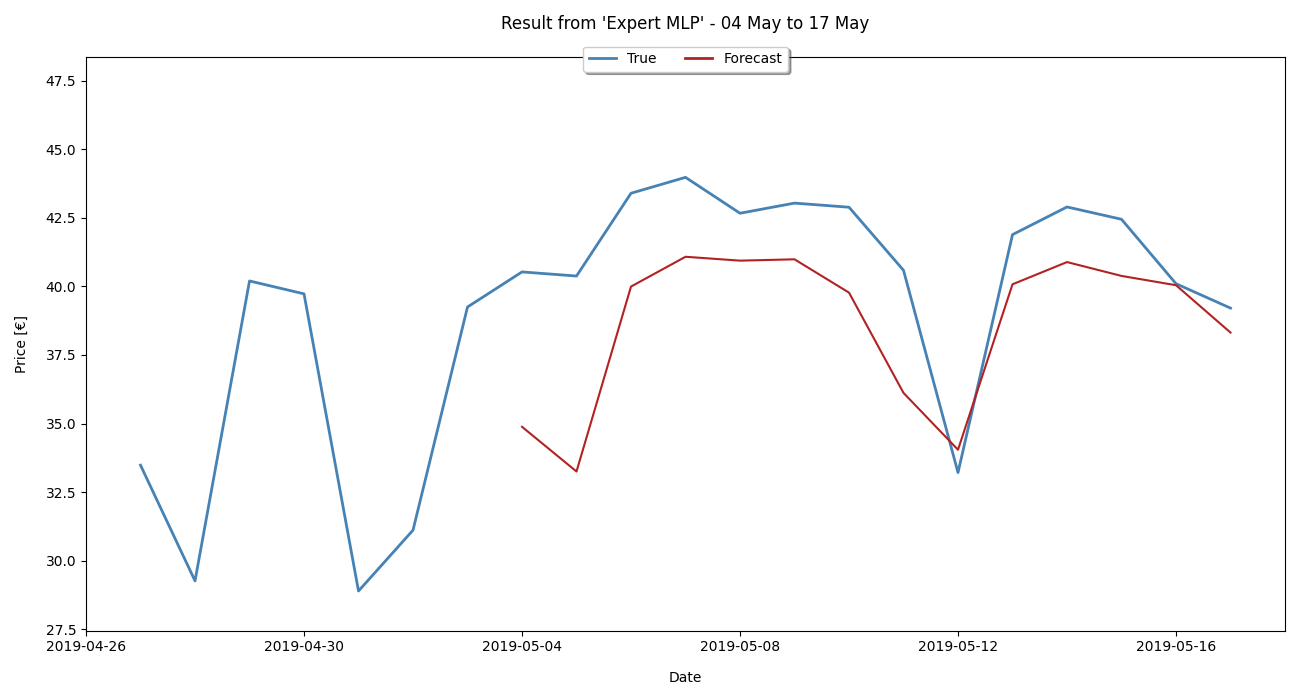 Result from 'Expert MLP' - 04 May to 17 May
True Forecast
47.5
45.0
42.5
40.0
37.5
35.0
32.5
30.0
27.5
Price [€]
2019-04-26 2019-04-30 2019-05-04 2019-05-08 2019-05-12 2019-05-16
Date